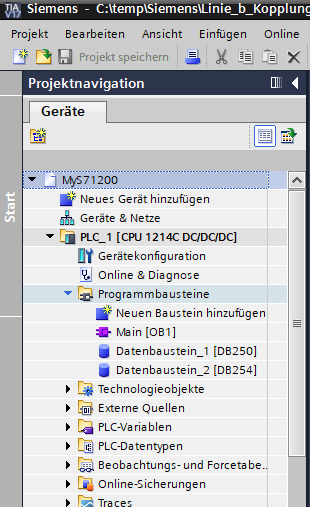 TIA
V11 Siemens - C:\temp\Siemens\Linie_b_Kopplung
Projekt Bearbeiten Ansicht Einfügen Online
Projekt speichern
Projektnavigation
Geräte
Start
MyS71200
Neues Gerät hinzufügen
Geräte & Netze
PLC_1 [CPU 1214C DC/DC/DC]
Gerätekonfiguration
Online & Diagnose
Programmbausteine
Neuen Baustein hinzufügen
Main [OB1]
Datenbaustein_1 [DB250]
Datenbaustein_2 [DB254]
Technologieobjekte
Externe Quellen
PLC-Variablen
PLC-Datentypen
Beobachtungs- und Forcetabe...
Online-Sicherungen
Traces